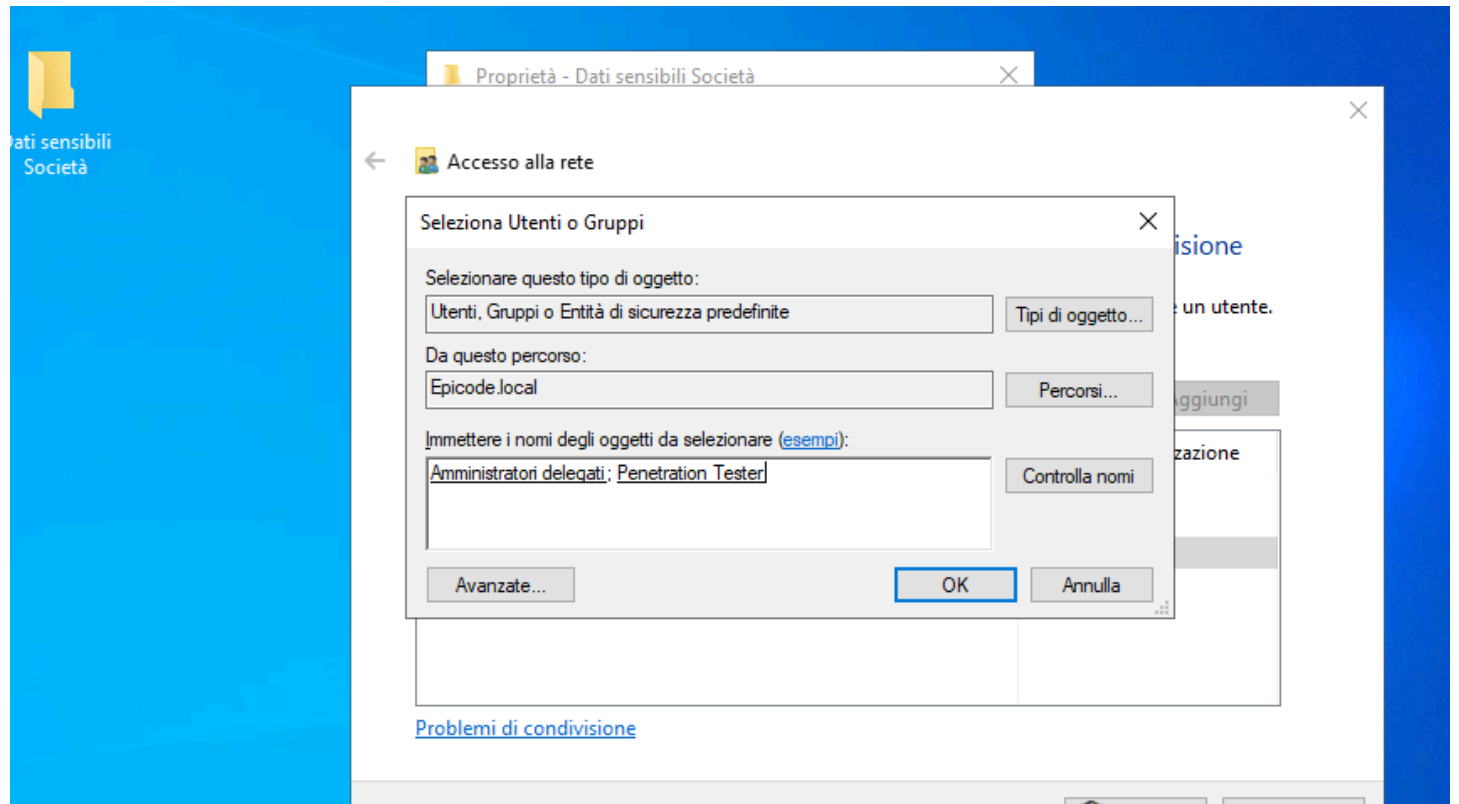 Dati sensibili
Società
Proprietà - Dati sensibili Società
Accesso alla rete
Seleziona Utenti o Gruppi
isione
Selezionare questo tipo di oggetto:
Utenti, Gruppi o Entità di sicurezza predefinite
Tipi di oggetto...
un utente.
Da questo percorso:
Epicode.local
Percorsi...
Aggiungi
Immettere i nomi degli oggetti da selezionare (esempi):
zazione
Amministratori delegati; Penetration Tester
Controlla nomi
Avanzate...
OK
Annulla
Problemi di condivisione